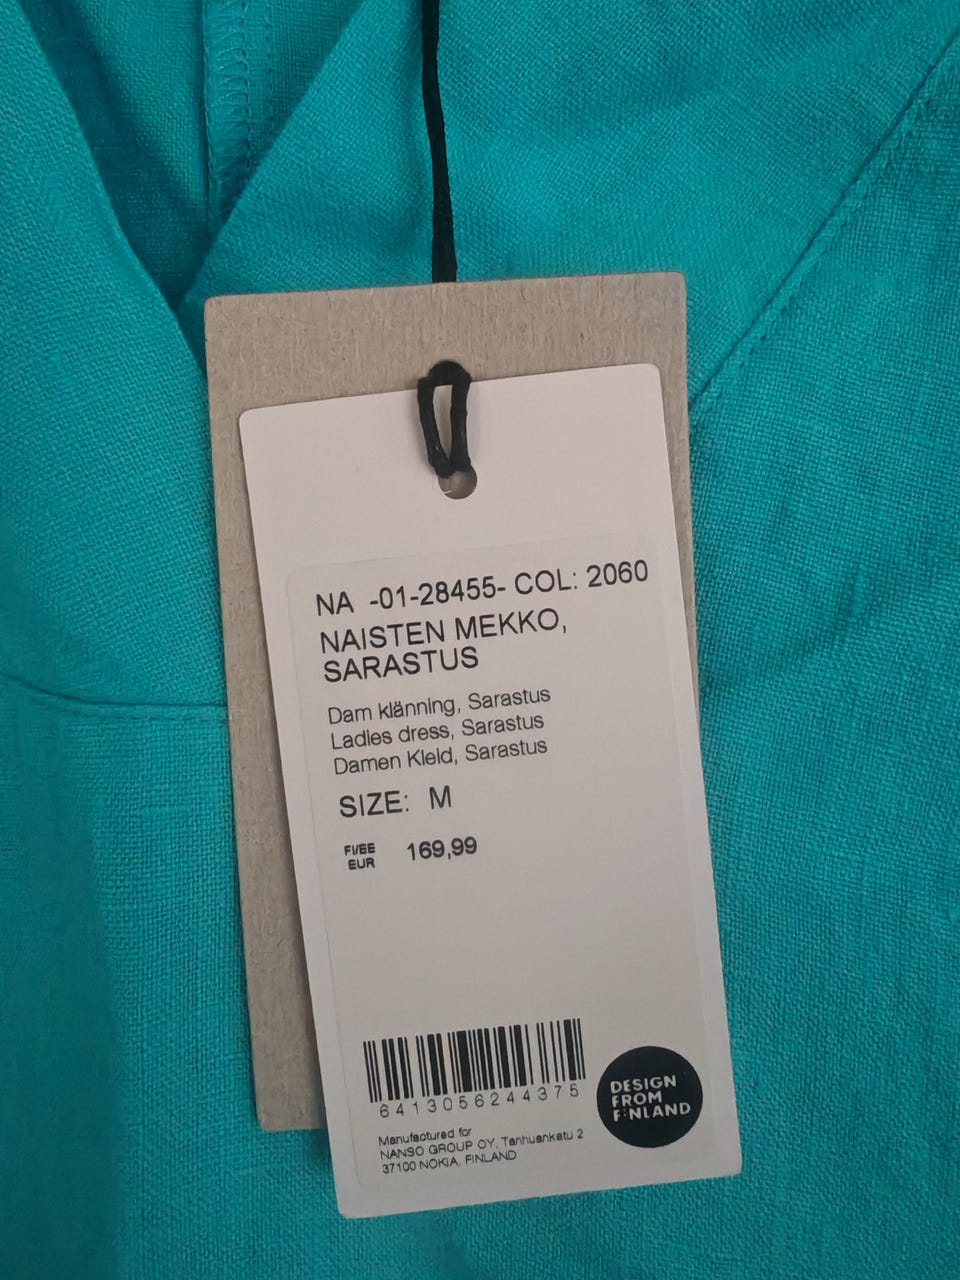 NA -01-28455- COL: 2060
NAISTEN MEKKO,
SARASTUS
Dam klänning, Sarastus
Ladies dress, Sarastus
Damen Kleid, Sarastus
SIZE: M
FI/EE
EUR 169,99
6413056244375
DESIGN
FROM
FINLAND
Manufactured for
NANSO GROUP OY, Tanhuankatu 2
37100 NOKIA, FINLAND